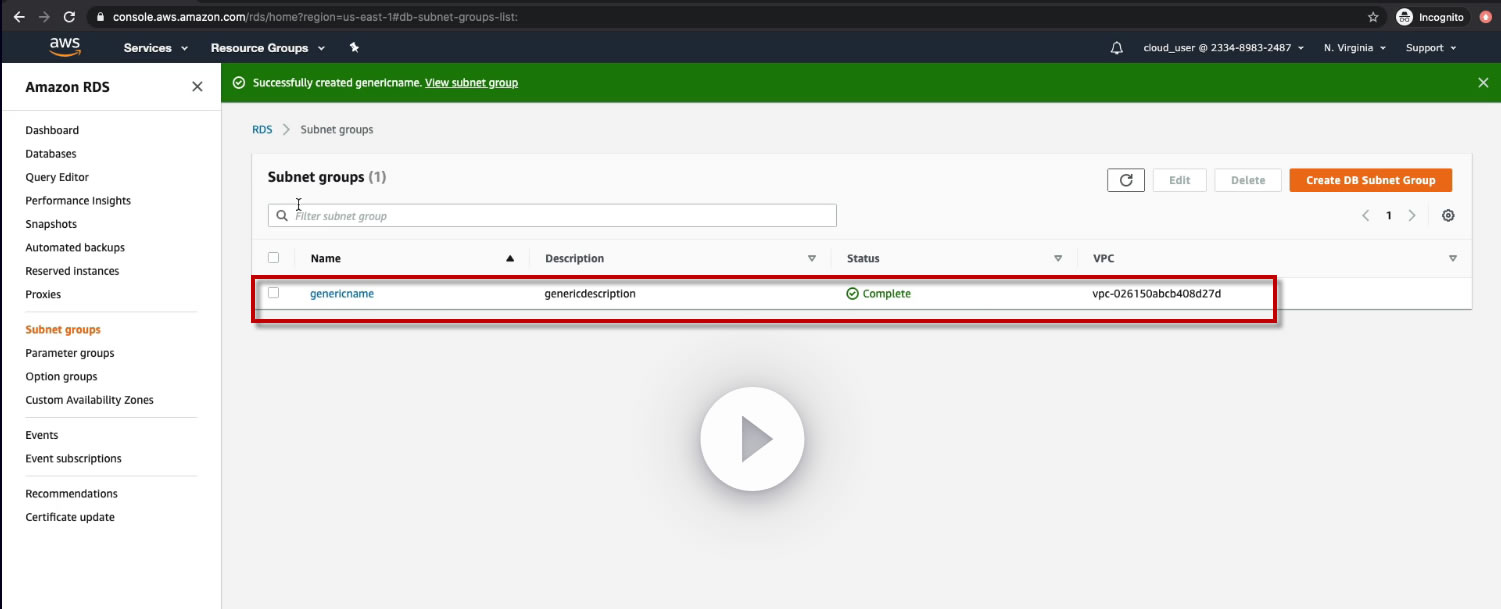 console.aws.amazon.com/rds/home?region=us-east-1#db-subnet-groups-list:
Incognito
aws
Services
Resource Groups
cloud_user @ 2334-8983-2487
N. Virginia
Support
Amazon RDS
Successfully created genericname. View subnet group
Dashboard
Databases
Query Editor
Performance Insights
Snapshots
Automated backups
Reserved instances
Proxies
Subnet groups
Parameter groups
Option groups
Custom Availability Zones
Events
Event subscriptions
Recommendations
Certificate update
RDS > Subnet groups
Subnet groups (1)
Edit
Delete
Create DB Subnet Group
Filter subnet group
1
Name Description Status VPC
genericname genericdescription Complete vpc-026150abcb408d27d